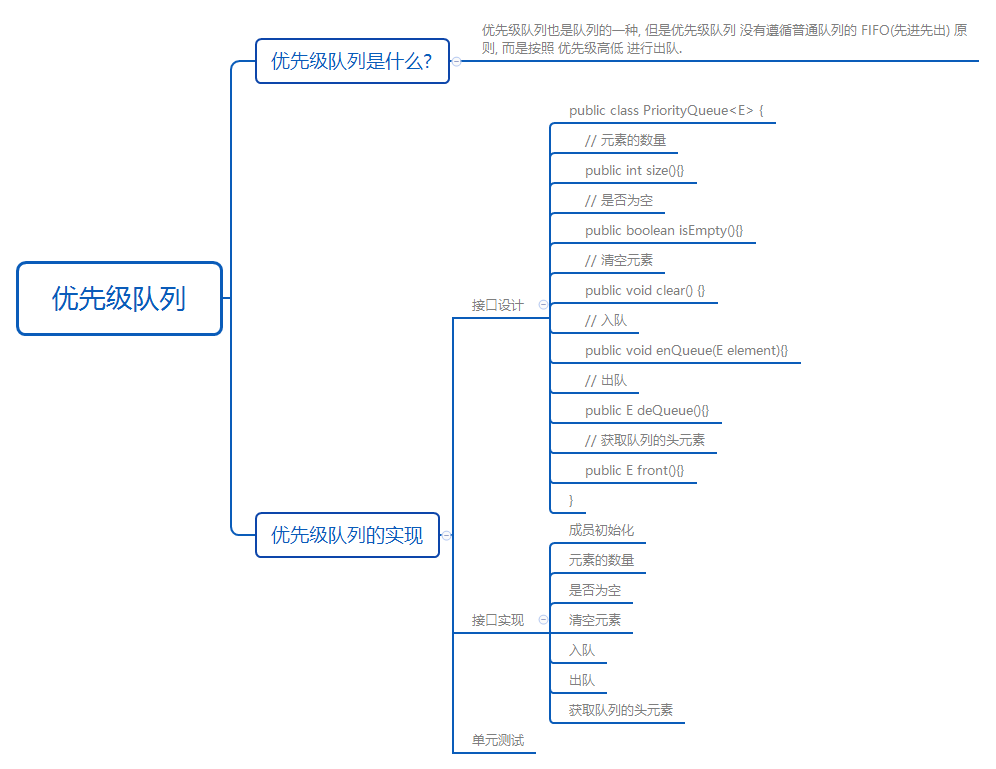 优先级队列
优先级队列是什么?
优先级队列也是队列的一种, 但是优先级队列 没有遵循普通队列的 FIFO(先进先出) 原
则, 而是按照 优先级高低 进行出队.
优先级队列的实现
接口设计
public class PriorityQueue<E> {
// 元素的数量
public int size(){}
// 是否为空
public boolean isEmpty(){}
// 清空元素
public void clear() {}
// 入队
public void enQueue(E element){}
// 出队
public E deQueue(){}
// 获取队列的头元素
public E front(){}
}
接口实现
成员初始化
元素的数量
是否为空
清空元素
入队
出队
获取队列的头元素
单元测试